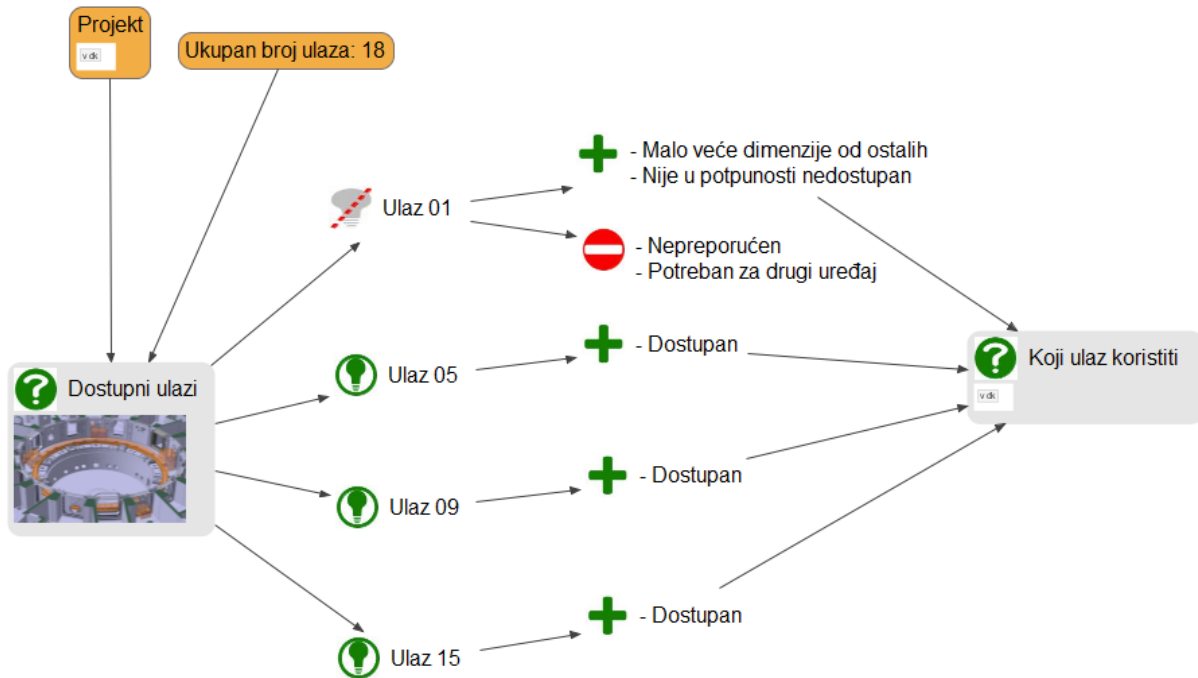 Projekt
v dk
Ukupan broj ulaza: 18
- Malo veće dimenzije od ostalih
- Nije u potpunosti nedostupan
Ulaz 01
- Nepreporućen
- Potreban za drugi uređaj
- Dostupan
Koji ulaz koristiti
v dk
Ulaz 05
Dostupni ulazi
- Dostupan
Ulaz 09
- Dostupan
Ulaz 15